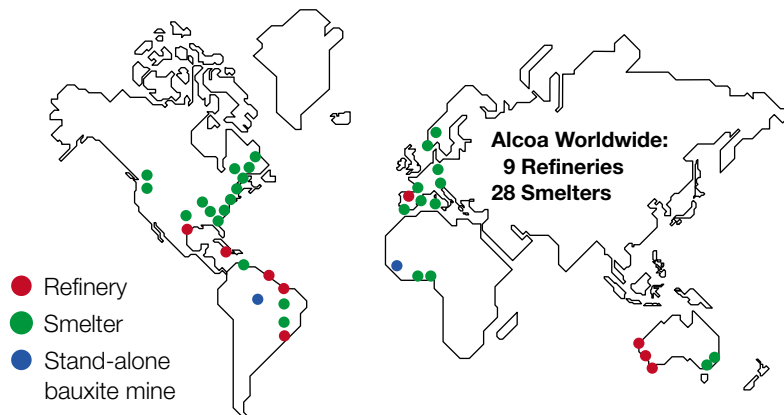 Alcoa Worldwide:
9 Refineries
28 Smelters
Refinery
Smelter
Stand-alone
bauxite mine